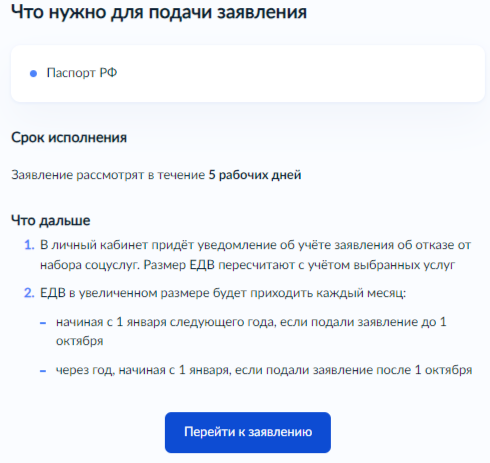 Что нужно для подачи заявления
Паспорт РФ
Срок исполнения
Заявление рассмотрят в течение 5 рабочих дней
Что дальше
1. В личный кабинет придёт уведомление об учёте заявления об отказе от
набора соцуслуг. Размер ЕДВ пересчитают с учётом выбранных услуг
2. ЕДВ в увеличенном размере будет приходить каждый месяц:
– начиная с 1 января следующего года, если подали заявление до 1
октября
– через год, начиная с 1 января, если подали заявление после 1 октября
Перейти к заявлению